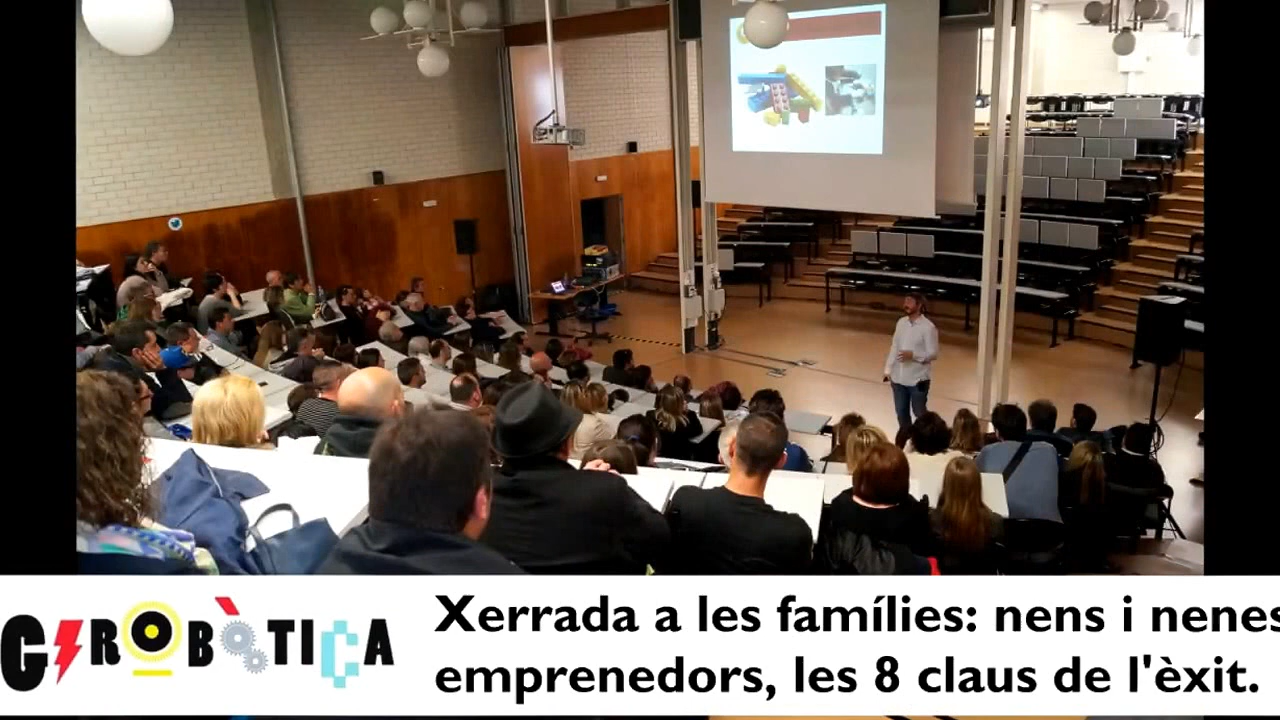 GIROBÒTICA
Xerrada a les famílies: nens i nenes
emprenedors, les 8 claus de l'èxit.